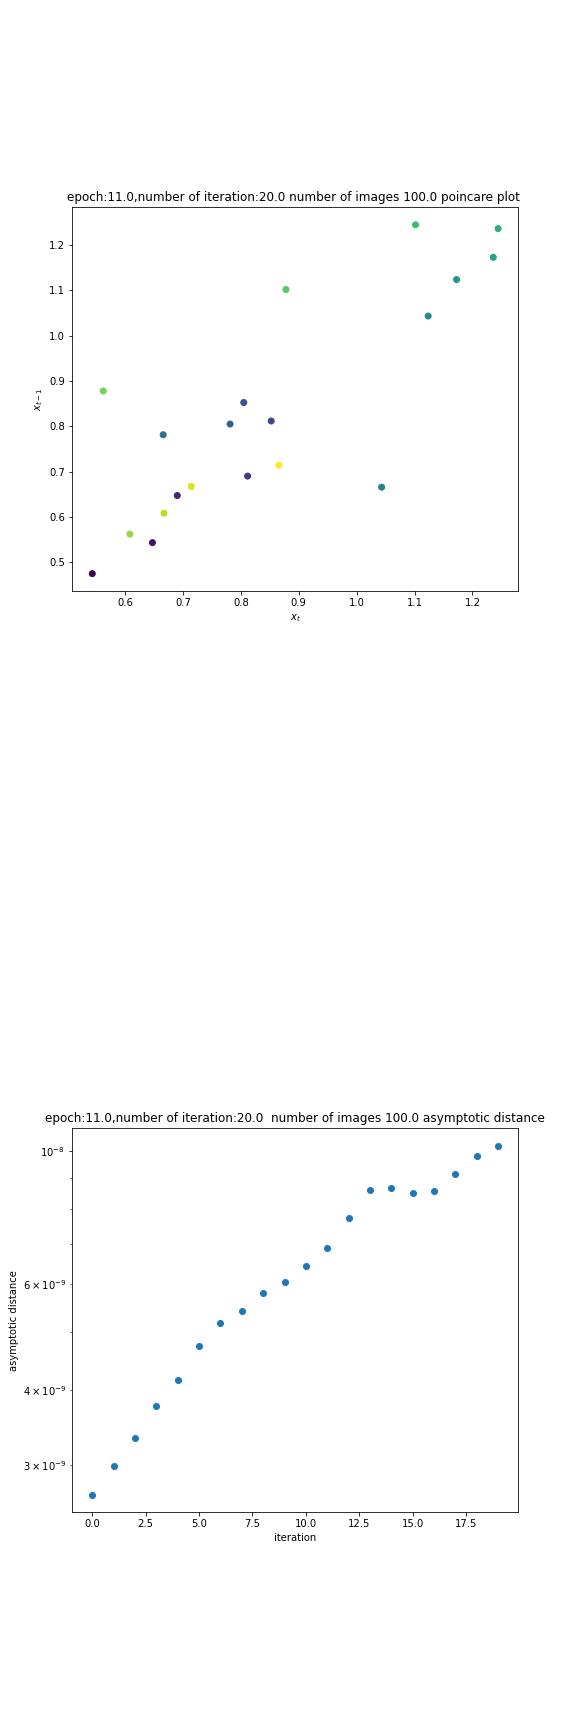 epoch:11.0,number of iteration:20.0 number of images 100.0 poincare plot
1.2
1.1
1.0
0.9
0.8
0.7
0.6
0.5
x_{t−1}
0.6 0.7 0.8 0.9 1.0 1.1 1.2
x_t
epoch:11.0,number of iteration:20.0  number of images 100.0 asymptotic distance
10^{−8}
6 × 10^{−9}
4 × 10^{−9}
3 × 10^{−9}
asymptotic distance
0.0 2.5 5.0 7.5 10.0 12.5 15.0 17.5
iteration